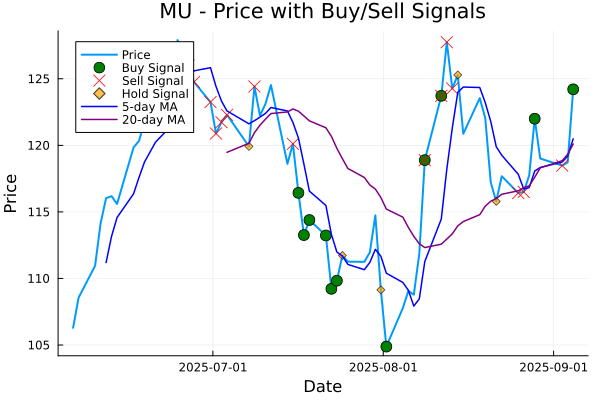 MU - Price with Buy/Sell Signals
Price
Buy Signal
Sell Signal
Hold Signal
5-day MA
20-day MA
125
120
115
110
105
Price
2025-07-01
2025-08-01
2025-09-01
Date